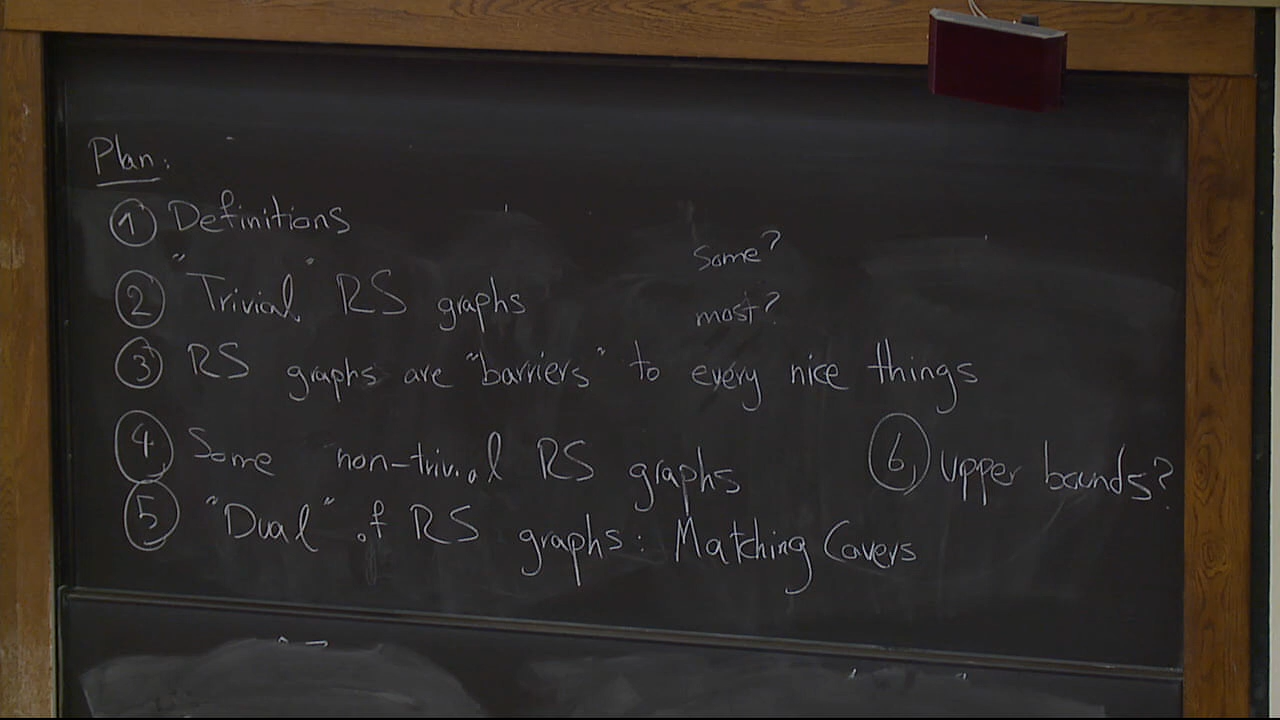 Plan:
① Definitions
Some?
② "Trivial" RS graphs
most?
③ RS graphs are "barriers" to every nice things
④ Some non-trivial RS graphs
⑥ upper bounds?
⑤ "Dual" of RS graphs: Matching Covers